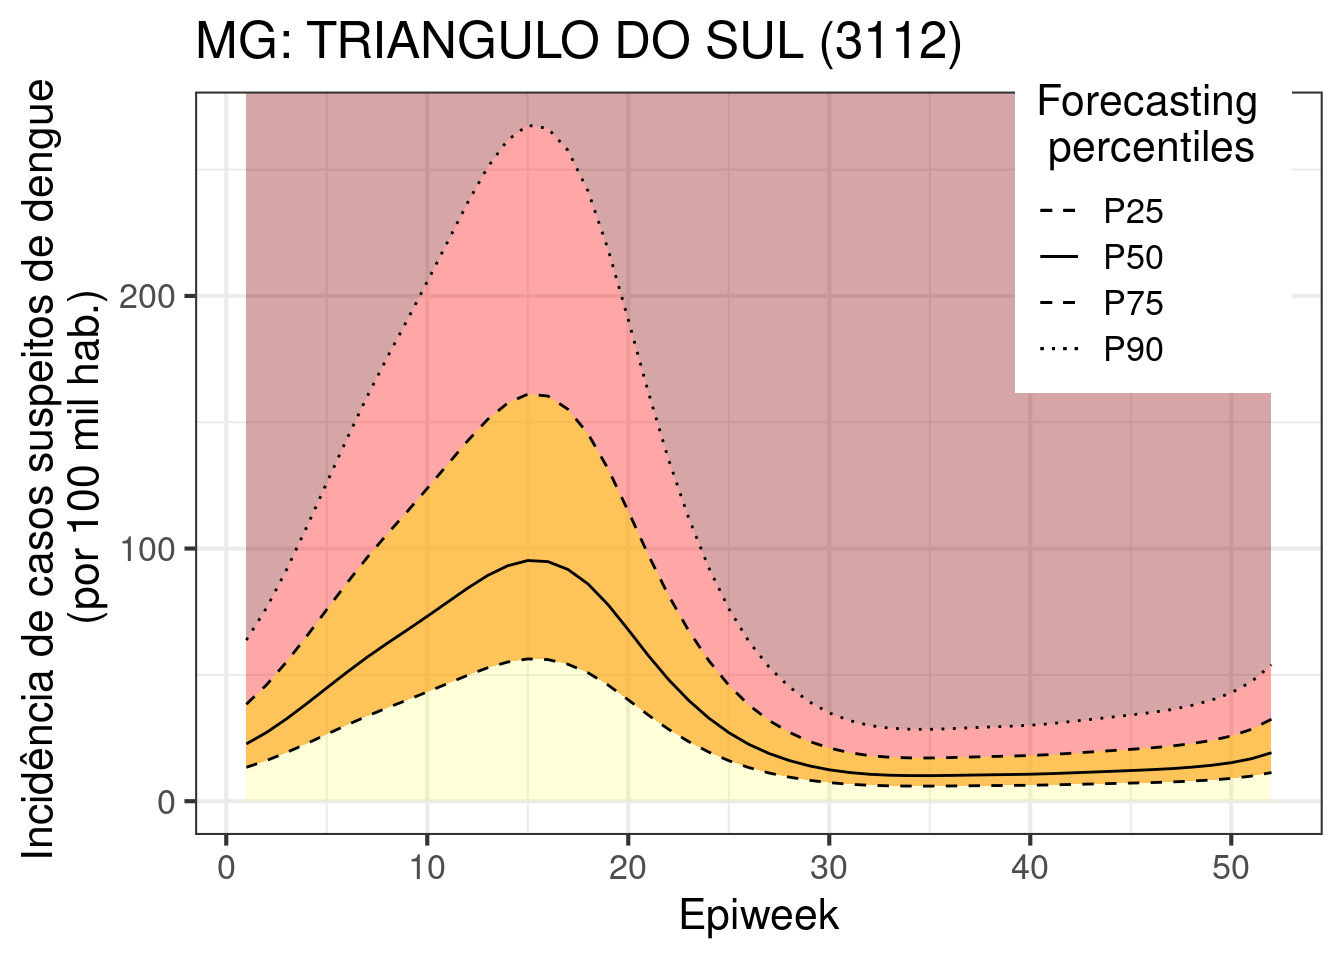 MG: TRIANGULO DO SUL (3112)
Incidência de casos suspeitos de dengue
(por 100 mil hab.)
200
100
0
Forecasting
percentiles
P25
P50
P75
P90
0 10 20 30 40 50
Epiweek